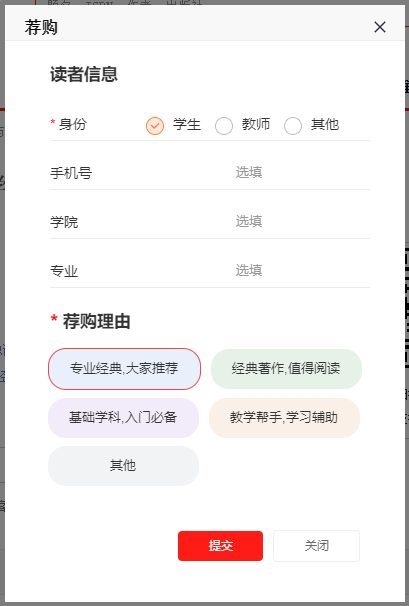 荐购
读者信息
* 身份 学生 教师 其他
手机号 选填
学院 选填
专业 选填
* 荐购理由
专业经典,大家推荐 经典著作,值得阅读
基础学科,入门必备 教学帮手,学习辅助
其他
提交 关闭